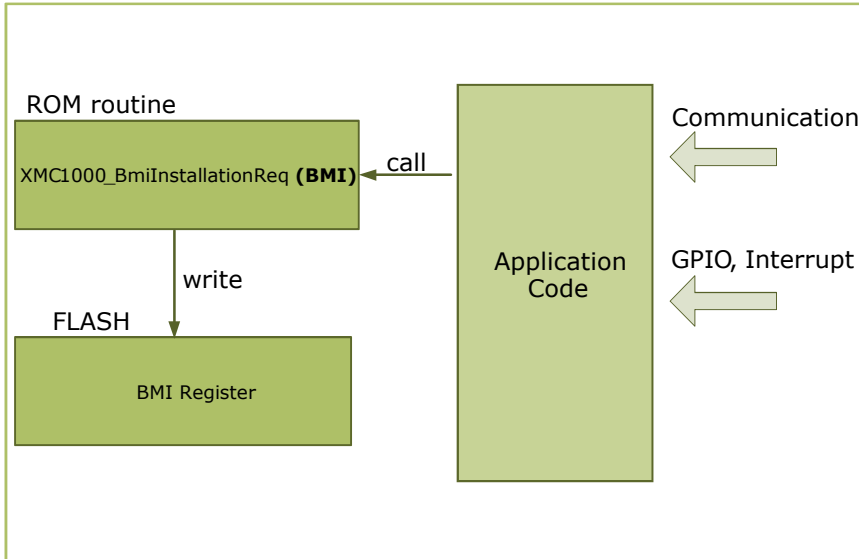 ROM routine
XMC1000_BmiInstallationReq (BMI)
call
write
FLASH
BMI Register
Application
Code
Communication
GPIO, Interrupt